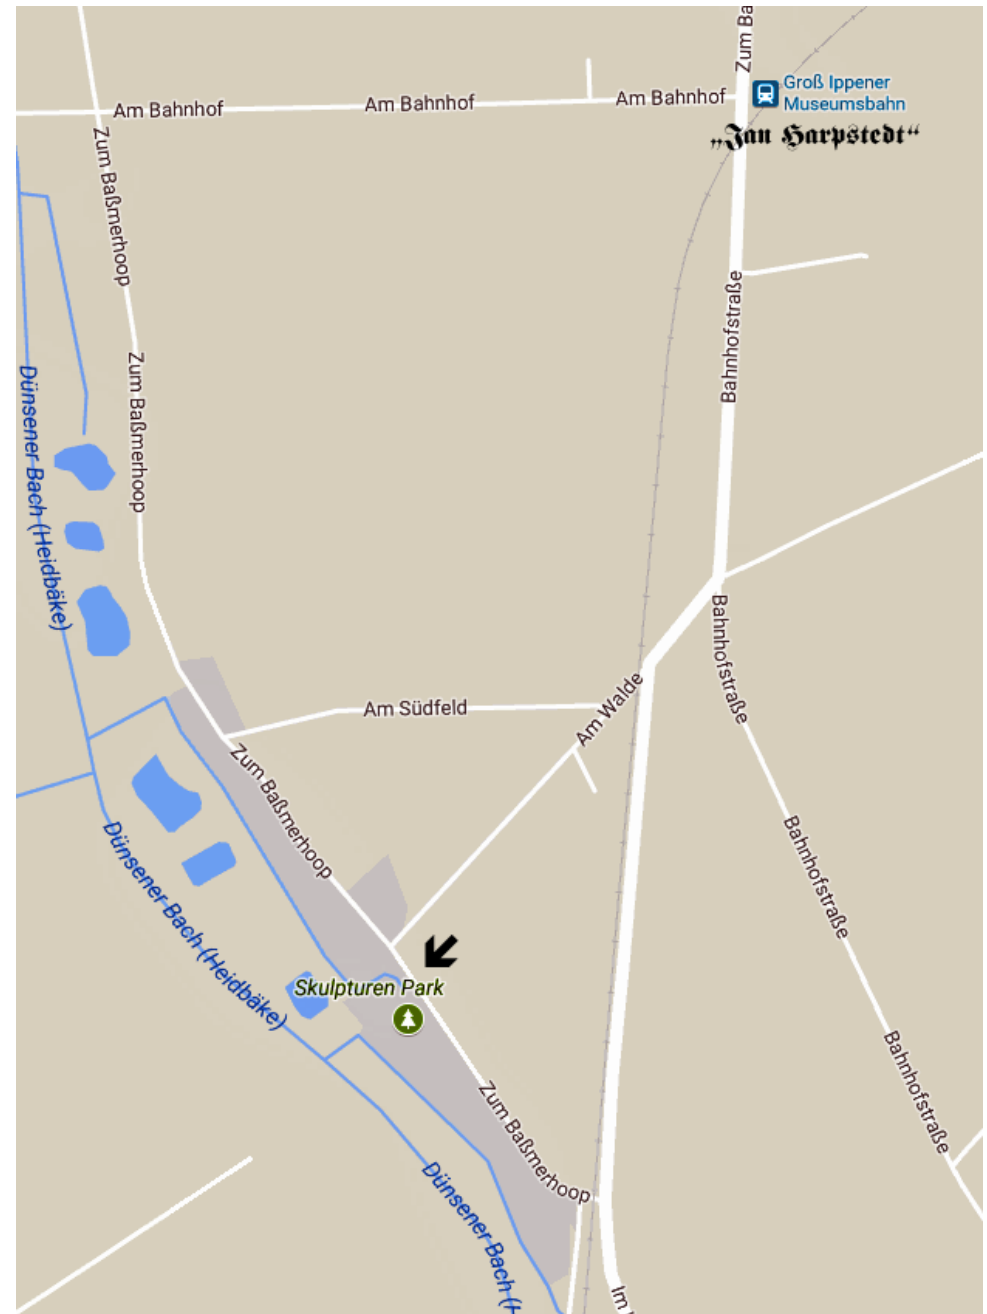 Zum Ba
Groß Ippener
Museumsbahn
„Jan Harpstedt“
Am Bahnhof
Am Bahnhof
Am Bahnhof
Zum Baßmerhoop
Bahnhofstraße
Zum Baßmerhoop
Dünsener Bach (Heidbäke)
Bahnhofstraße
Am Walde
Am Südfeld
Zum Baßmerhoop
Bahnhofstraße
Dünsener Bach (Heidbäke)
Skulpturen Park
Bahnhofstraße
Zum Baßmerhoop
Dünsener Bach (H
Im